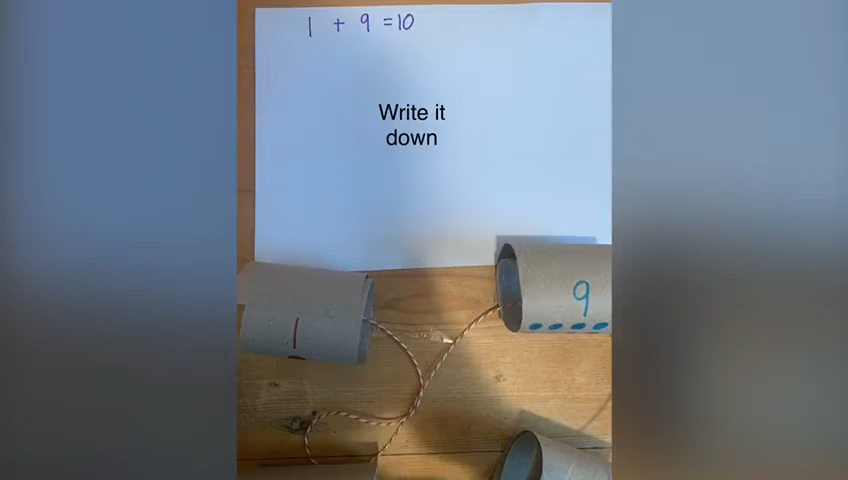 1 + 9 = 10
Write it
down
1
9